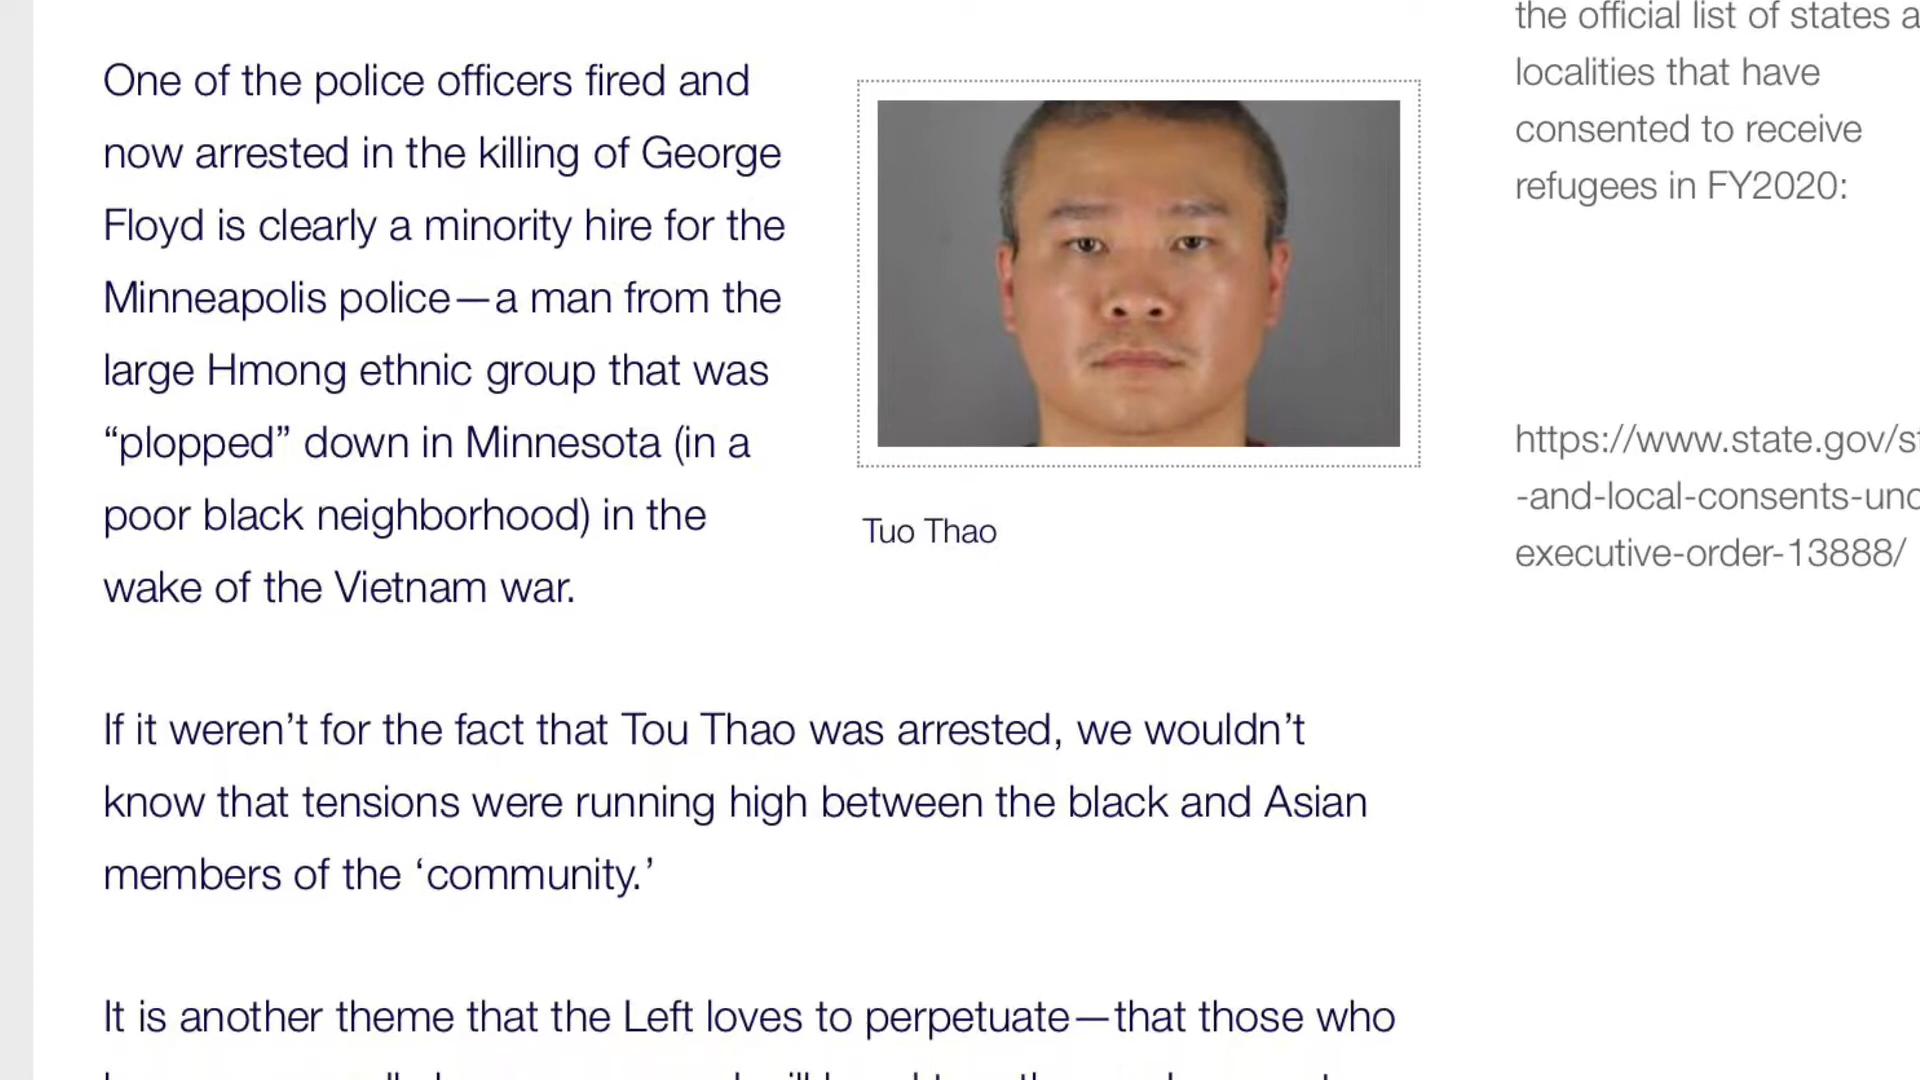 One of the police officers fired and
now arrested in the killing of George
Floyd is clearly a minority hire for the
Minneapolis police—a man from the
large Hmong ethnic group that was
“plopped” down in Minnesota (in a
poor black neighborhood) in the
wake of the Vietnam war.
Tuo Thao
If it weren’t for the fact that Tou Thao was arrested, we wouldn’t
know that tensions were running high between the black and Asian
members of the ‘community.’
It is another theme that the Left loves to perpetuate—that those who
the official list of states a
localities that have
consented to receive
refugees in FY2020:
https://www.state.gov/st
-and-local-consents-und
executive-order-13888/